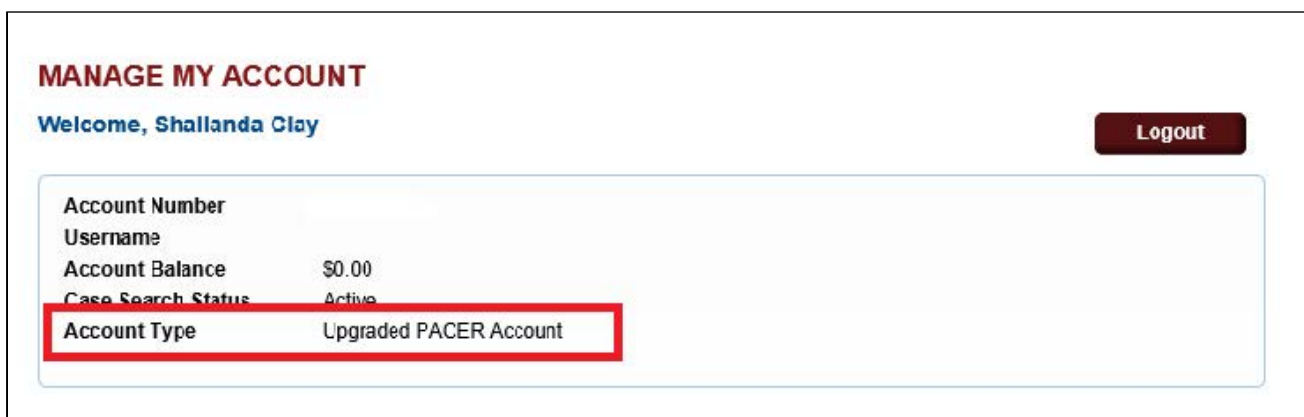 MANAGE MY ACCOUNT
Welcome, Shallanda Clay
Logout
Account Number
Username
Account Balance $0.00
Case Search Status Active
Account Type Upgraded PACER Account